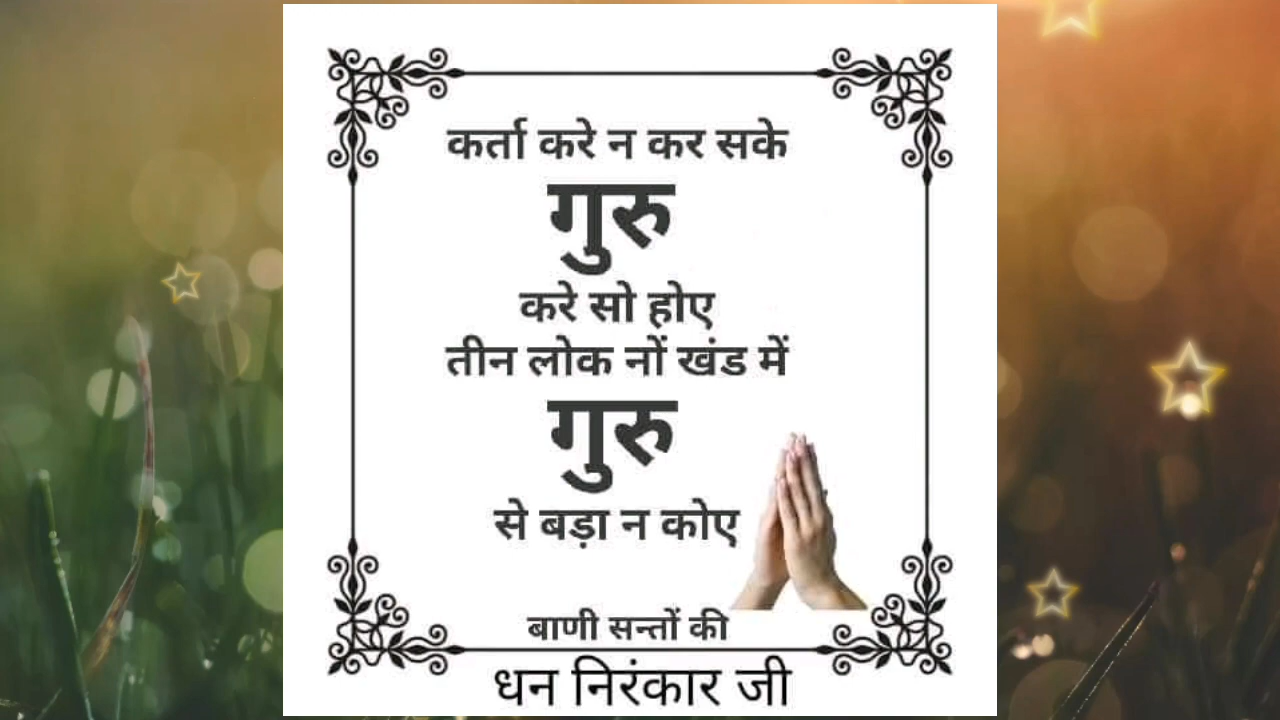 कर्ता करे न कर सके
गुरु
करे सो होए
तीन लोक नों खंड में
गुरु
से बड़ा न कोए
बाणी सन्तों की
धन निरंकार जी